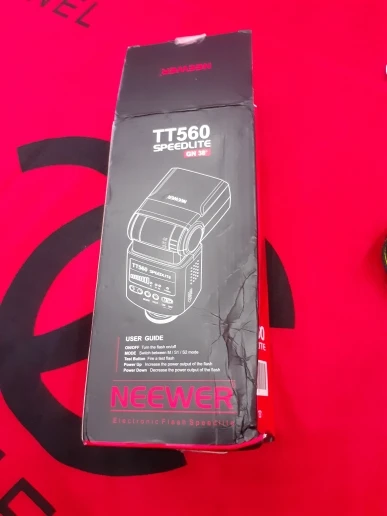 NEEWER
TT560
SPEEDLITE
GN 38*
NEEWER
TT560 SPEEDLITE
USER GUIDE
ON/OFF Turn the flash on/off
MODE Switch between M / S1 / S2 mode
Test Button Fire a test flash
Power Up Increase the power output of the flash
Power Down Decrease the power output of the flash
NEEWER
Electronic Flash Speedlite